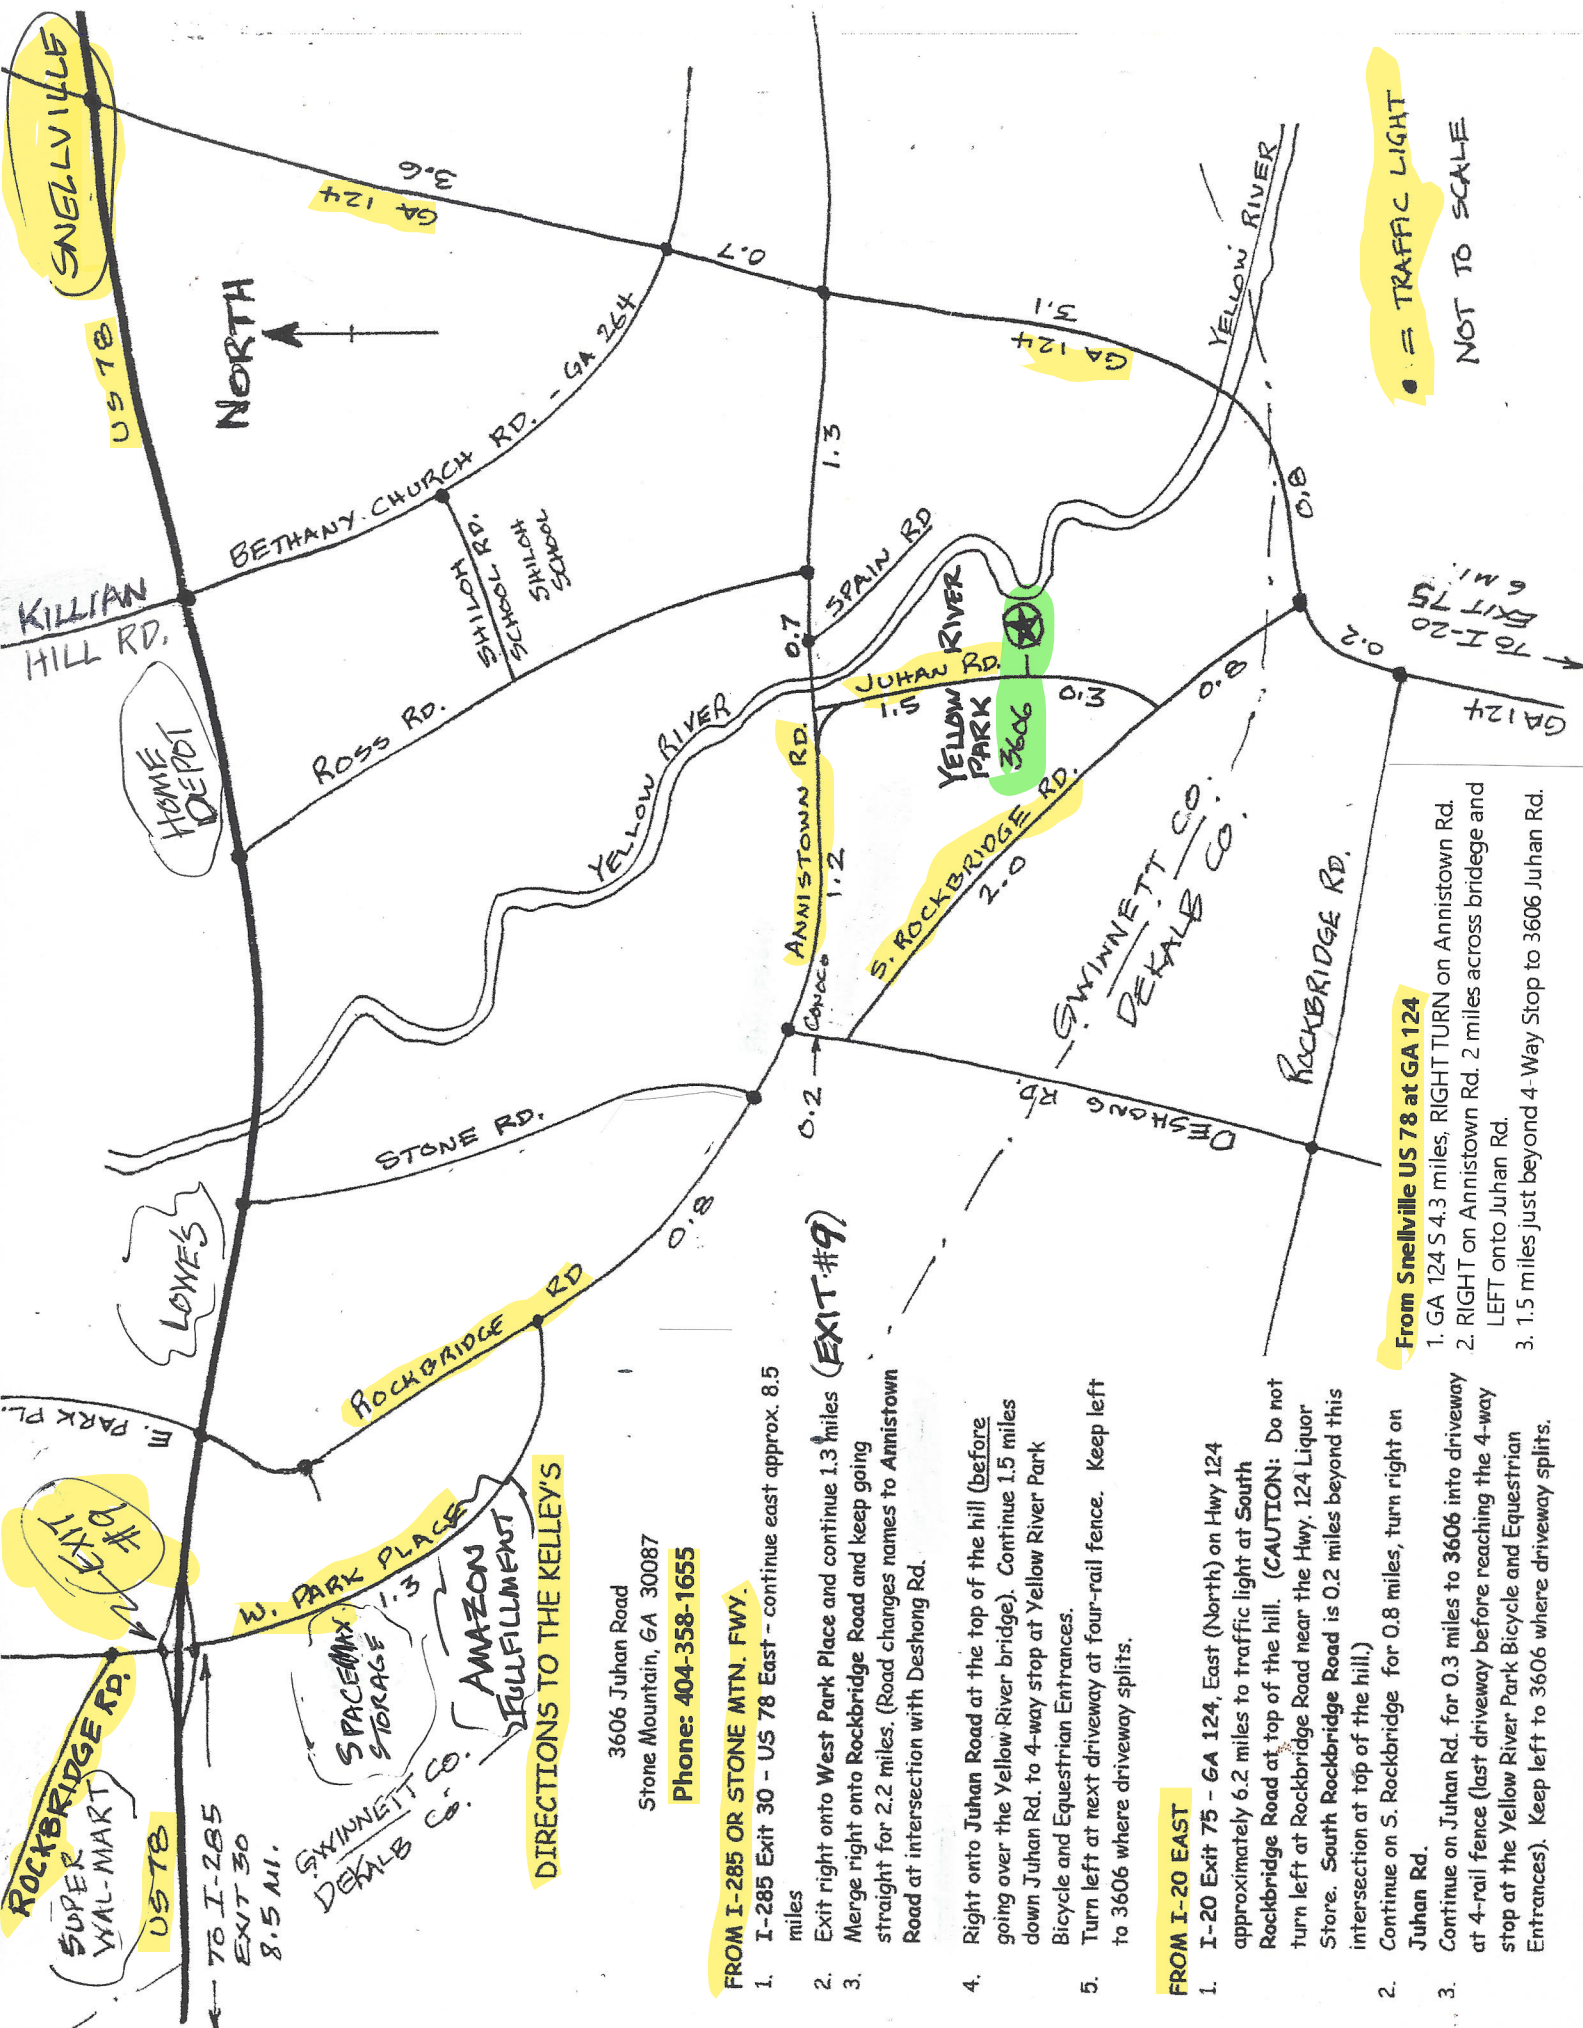 SNELLVILLE
US 78
GA 124
3.6
NORTH
KILLIAN
HILL RD.
BETHANY CHURCH RD. - GA 264
0.7
HOME
DEPOT
SHILOH
SCHOOL RD.
SHILOH
SCHOOL
ROSS RD.
1.3
GA 124
3.1
YELLOW RIVER
YELLOW RIVER
SPAIN RD
0.7
JUHAN RD.
1.5
YELLOW RIVER
PARK
3606
0.3
0.8
0.8
0.2
TO I-20
EXIT 75
6 MI.
GA 124
• = TRAFFIC LIGHT
NOT TO SCALE
ANNISTOWN RD.
1.2
S. ROCKBRIDGE RD.
2.0
CONOCO
0.2
GWINNETT CO.
DEKALB CO.
DESHONG RD.
ROCKBRIDGE RD.
STONE RD.
0.8
LOWE'S
ROCKBRIDGE RD
E. PARK PL.
EXIT
#9
W. PARK PLACE
1.3
SPACEMAX
STORAGE
AMAZON
FULLFILLMENT
ROCKBRIDGE RD.
SUPER
WAL-MART
US 78
TO I-285
EXIT 30
8.5 MI.
GWINNETT CO.
DEKALB CO.
DIRECTIONS TO THE KELLEY'S
3606 Juhan Road
Stone Mountain, GA 30087
Phone: 404-358-1655
FROM I-285 OR STONE MTN. FWY.
1. I-285 Exit 30 - US 78 East - continue east approx. 8.5
miles
2. Exit right onto West Park Place and continue 1.3 miles (EXIT #9)
3. Merge right onto Rockbridge Road and keep going
straight for 2.2 miles. (Road changes names to Annistown
Road at intersection with Deshong Rd.
4. Right onto Juhan Road at the top of the hill (before
going over the Yellow River bridge). Continue 1.5 miles
down Juhan Rd. to 4-way stop at Yellow River Park
Bicycle and Equestrian Entrances.
5. Turn left at next driveway at four-rail fence. Keep left
to 3606 where driveway splits.
FROM I-20 EAST
1. I-20 Exit 75 - GA 124, East (North) on Hwy 124
approximately 6.2 miles to traffic light at South
Rockbridge Road at top of the hill. (CAUTION: Do not
turn left at Rockbridge Road near the Hwy. 124 Liquor
Store. South Rockbridge Road is 0.2 miles beyond this
intersection at top of the hill.)
2. Continue on S. Rockbridge for 0.8 miles, turn right on
Juhan Rd.
3. Continue on Juhan Rd. for 0.3 miles to 3606 into driveway
at 4-rail fence (last driveway before reaching the 4-way
stop at the Yellow River Park Bicycle and Equestrian
Entrances). Keep left to 3606 where driveway splits.
From Snellville US 78 at GA 124
1. GA 124 S 4.3 miles, RIGHT TURN on Annistown Rd.
2. RIGHT on Annistown Rd. 2 miles across bridege and
LEFT onto Juhan Rd.
3. 1.5 miles just beyond 4-Way Stop to 3606 Juhan Rd.